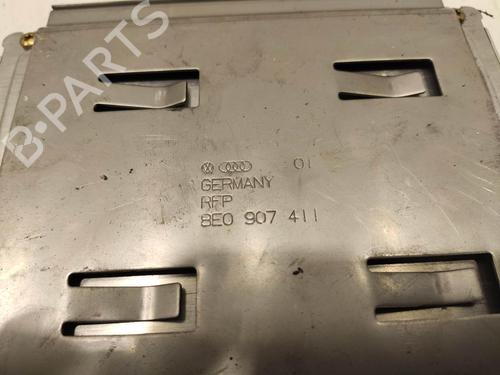 B-PARTS
01
GERMANY
RFP
8E0 907 411